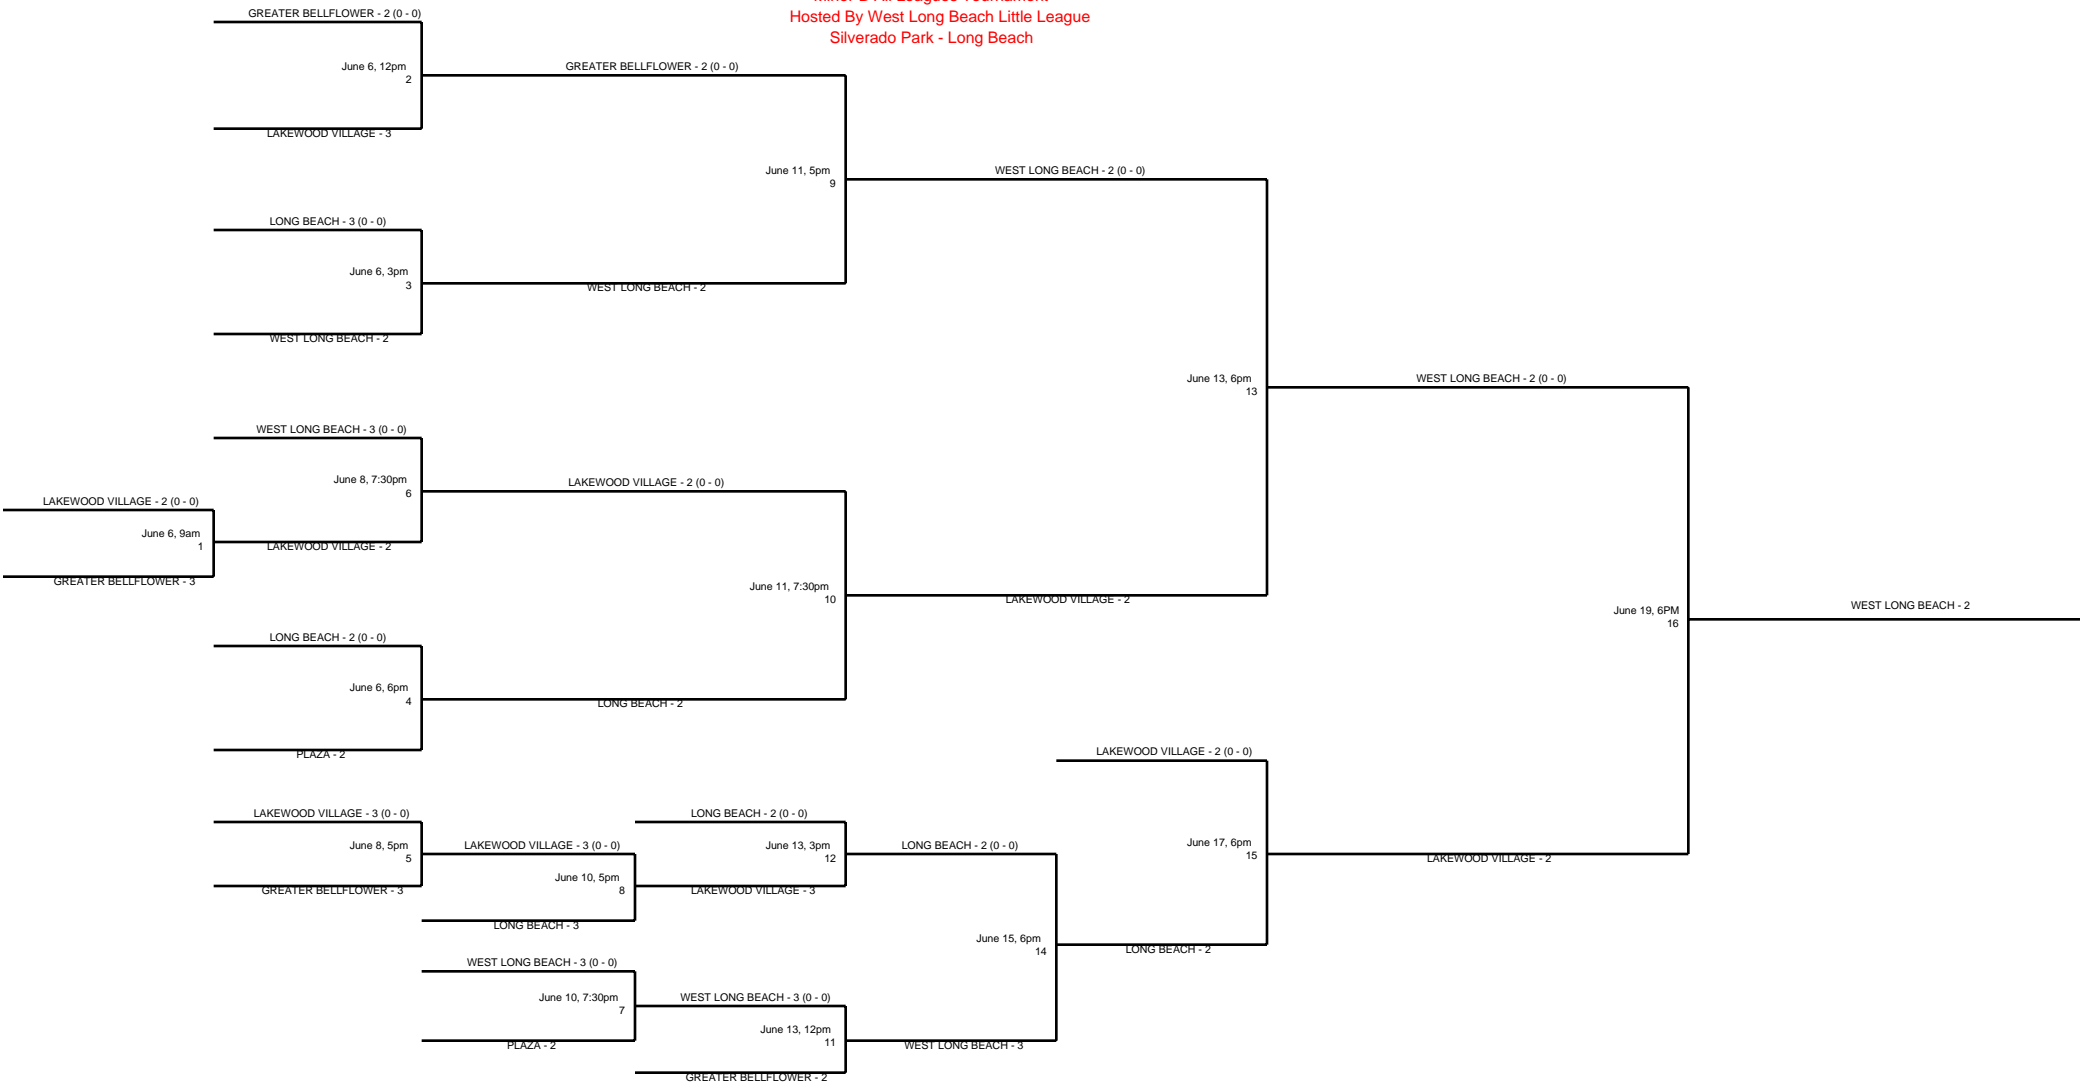 Hosted By West Long Beach Little League
Silverado Park - Long Beach
GREATER BELLFLOWER - 2 (0 - 0)
June 6, 12pm
2
LAKEWOOD VILLAGE - 3
GREATER BELLFLOWER - 2 (0 - 0)
June 11, 5pm
9
WEST LONG BEACH - 2 (0 - 0)
LONG BEACH - 3 (0 - 0)
June 6, 3pm
3
WEST LONG BEACH - 2
WEST LONG BEACH - 2
June 13, 6pm
13
WEST LONG BEACH - 2 (0 - 0)
WEST LONG BEACH - 3 (0 - 0)
June 8, 7:30pm
6
LAKEWOOD VILLAGE - 2 (0 - 0)
LAKEWOOD VILLAGE - 2 (0 - 0)
June 6, 9am
1
LAKEWOOD VILLAGE - 2
GREATER BELLFLOWER - 3
June 11, 7:30pm
10
LAKEWOOD VILLAGE - 2
June 19, 6PM
16
WEST LONG BEACH - 2
LONG BEACH - 2 (0 - 0)
June 6, 6pm
4
LONG BEACH - 2
PLAZA - 2
LAKEWOOD VILLAGE - 2 (0 - 0)
LAKEWOOD VILLAGE - 3 (0 - 0)
June 8, 5pm
5
GREATER BELLFLOWER - 3
LAKEWOOD VILLAGE - 3 (0 - 0)
June 10, 5pm
8
LONG BEACH - 3
LONG BEACH - 2 (0 - 0)
June 13, 3pm
12
LAKEWOOD VILLAGE - 3
LONG BEACH - 2 (0 - 0)
June 17, 6pm
15
LAKEWOOD VILLAGE - 2
June 15, 6pm
14
LONG BEACH - 2
WEST LONG BEACH - 3 (0 - 0)
June 10, 7:30pm
7
PLAZA - 2
WEST LONG BEACH - 3 (0 - 0)
June 13, 12pm
11
WEST LONG BEACH - 3
GREATER BELLFLOWER - 2